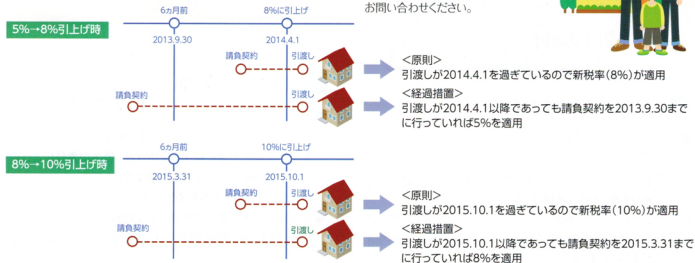 お問い合わせください。
5%→8%引上げ時
6ヵ月前
8%に引上げ
2013.9.30
2014.4.1
請負契約
引渡し
<原則>
引渡しが2014.4.1を過ぎているので新税率(8%)が適用
請負契約
引渡し
<経過措置>
引渡しが2014.4.1以降であっても請負契約を2013.9.30まで
に行っていれば5%を適用
8%→10%引上げ時
6ヵ月前
10%に引上げ
2015.3.31
2015.10.1
請負契約
引渡し
<原則>
引渡しが2015.10.1を過ぎているので新税率(10%)が適用
請負契約
引渡し
<経過措置>
引渡しが2015.10.1以降であっても請負契約を2015.3.31まで
に行っていれば8%を適用